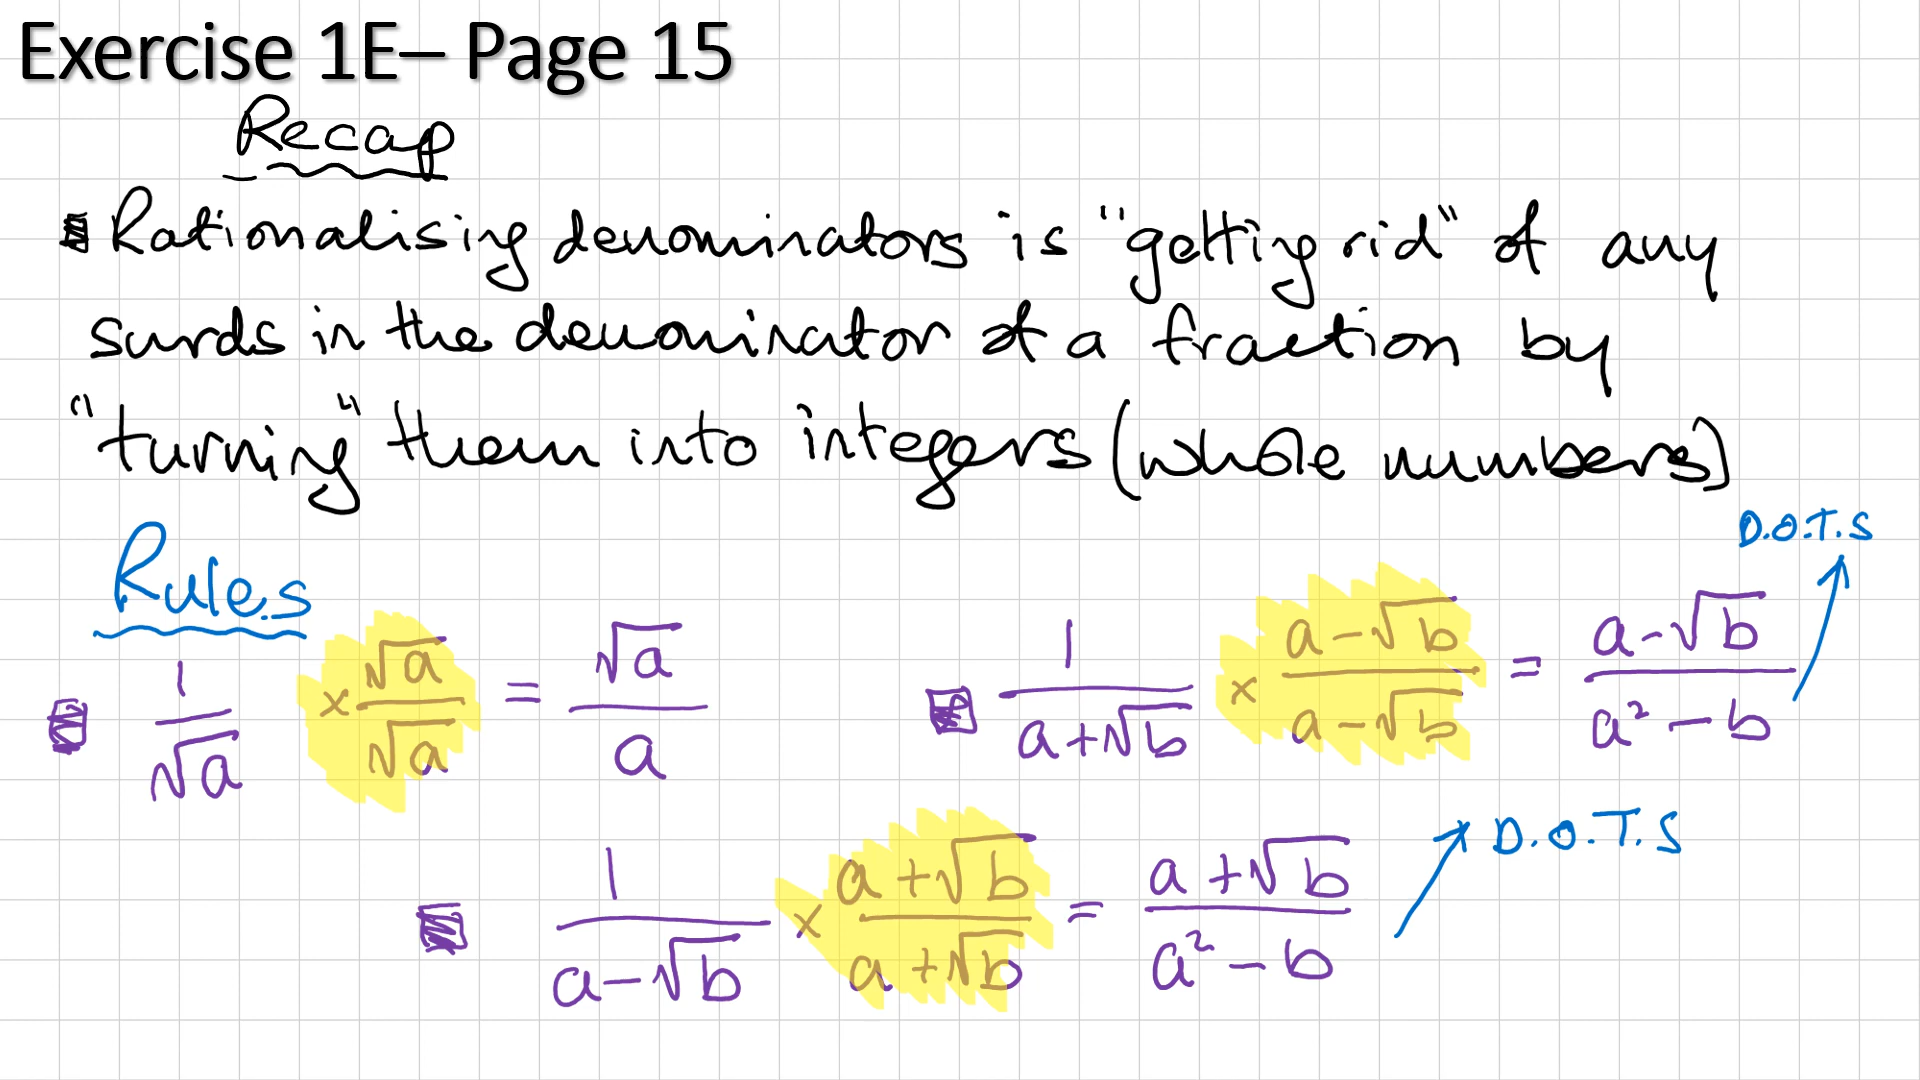 Exercise 1E– Page 15
Recap
Rationalising denominators is "getting rid" of any
surds in the denominator of a fraction by
"turning" them into integers (whole numbers)
D.O.T.S
Rules
1/√a × √a/√a = √a/a
1/(a+√b) × (a-√b)/(a-√b) = (a-√b)/(a²-b)
D.O.T.S
1/(a-√b) × (a+√b)/(a+√b) = (a+√b)/(a²-b)